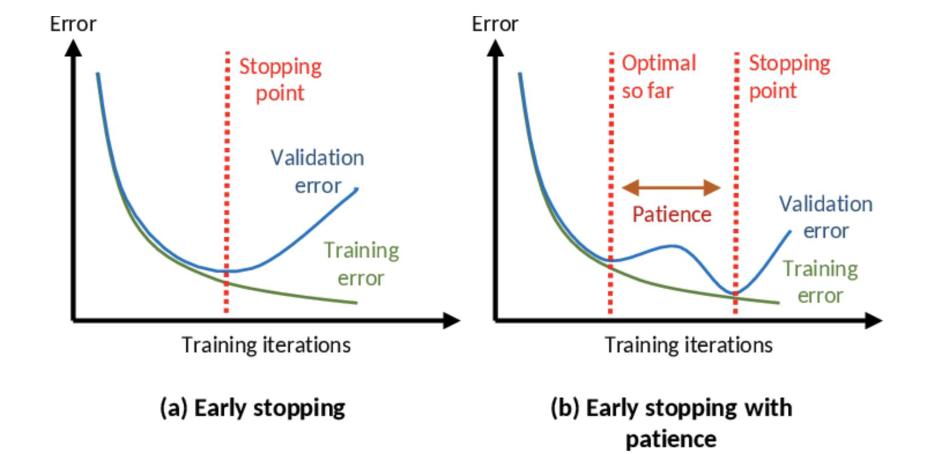 Error
Stopping
point
Validation
error
Training
error
Training iterations
(a) Early stopping
Error
Optimal
so far
Stopping
point
Patience
Validation
error
Training
error
Training iterations
(b) Early stopping with
patience